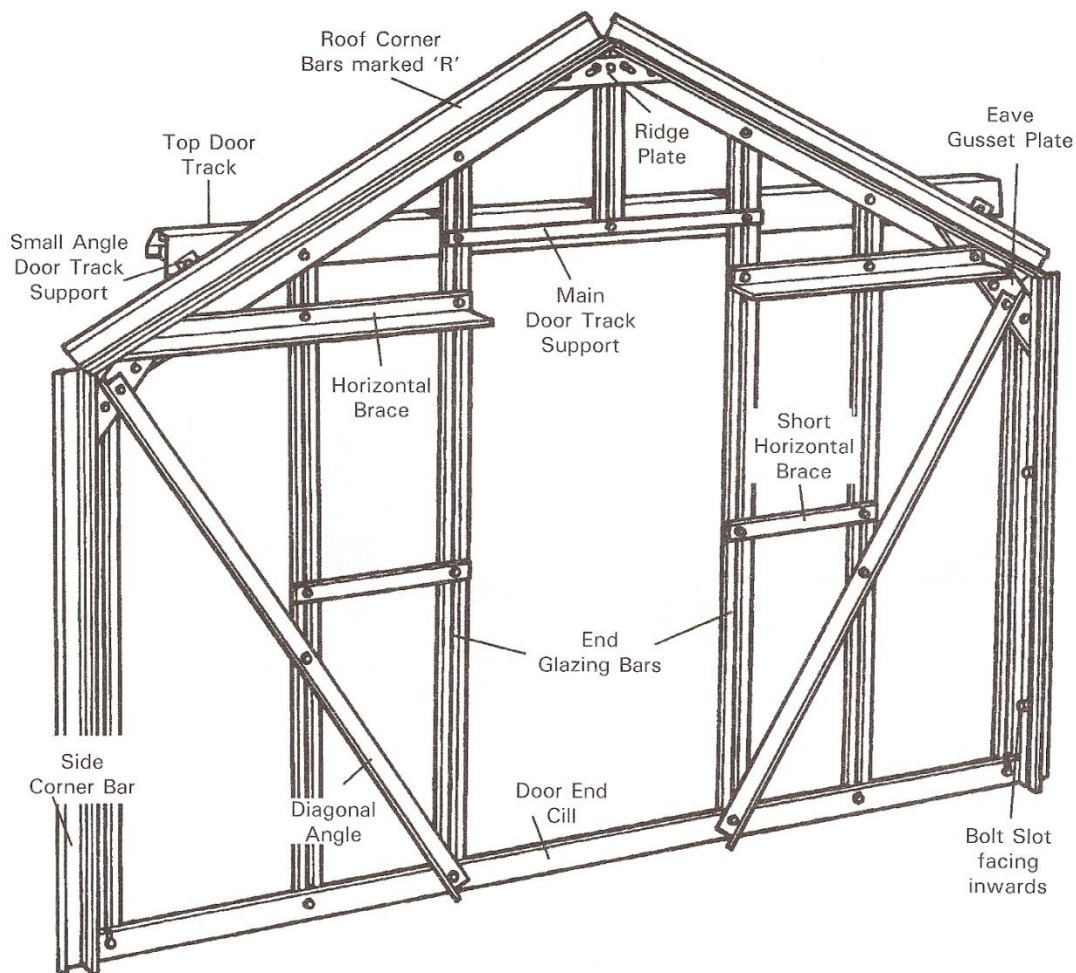 Roof Corner
Bars marked 'R'
Top Door
Track
Small Angle
Door Track
Support
Ridge
Plate
Eave
Gusset Plate
Main
Door Track
Support
Horizontal
Brace
Short
Horizontal
Brace
End
Glazing Bars
Side
Corner Bar
Diagonal
Angle
Door End
Cill
Bolt Slot
facing
inwards